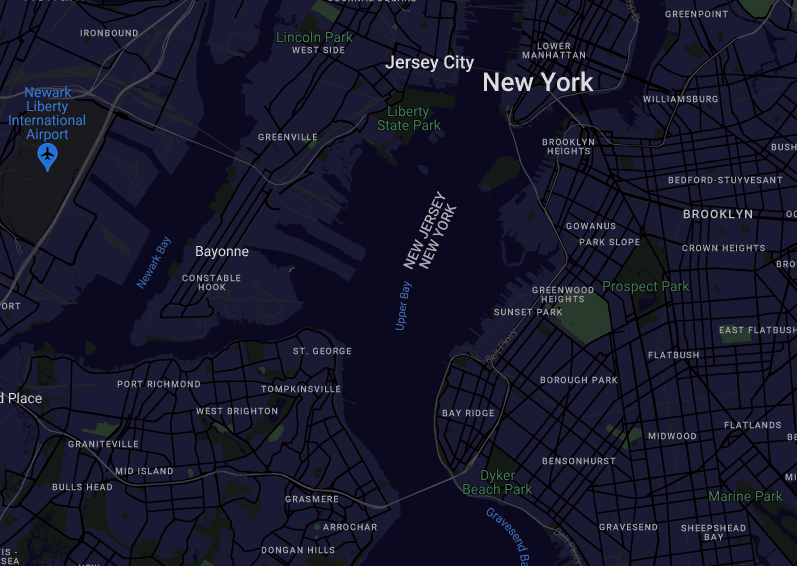 GREENPOINT
IRONBOUND
Lincoln Park
WEST SIDE
LOWER
MANHATTAN
Jersey City
New York
Newark
Liberty
International
Airport
WILLIAMSBURG
Liberty
State Park
GREENVILLE
BROOKLYN
HEIGHTS
BUSH
BEDFORD-STUYVESANT
BROOKLYN
NEW JERSEY
NEW YORK
GOWANUS
PARK SLOPE
CROWN HEIGHTS
Bayonne
Newark Bay
CONSTABLE
HOOK
BRO
Upper Bay
GREENWOOD
HEIGHTS
Prospect Park
ORT
SUNSET PARK
EAST FLATBUSH
ST. GEORGE
FLATBUSH
PORT RICHMOND
TOMPKINSVILLE
BOROUGH PARK
d Place
WEST BRIGHTON
BAY RIDGE
FLATLANDS
GRANITEVILLE
MIDWOOD
BE
MID ISLAND
BENSONHURST
BULLS HEAD
Dyker
Beach Park
MI
GRASMERE
Marine Park
ARROCHAR
Gravesend Ba
GRAVESEND
SHEEPSHEAD
BAY
DONGAN HILLS
IS -
SEA